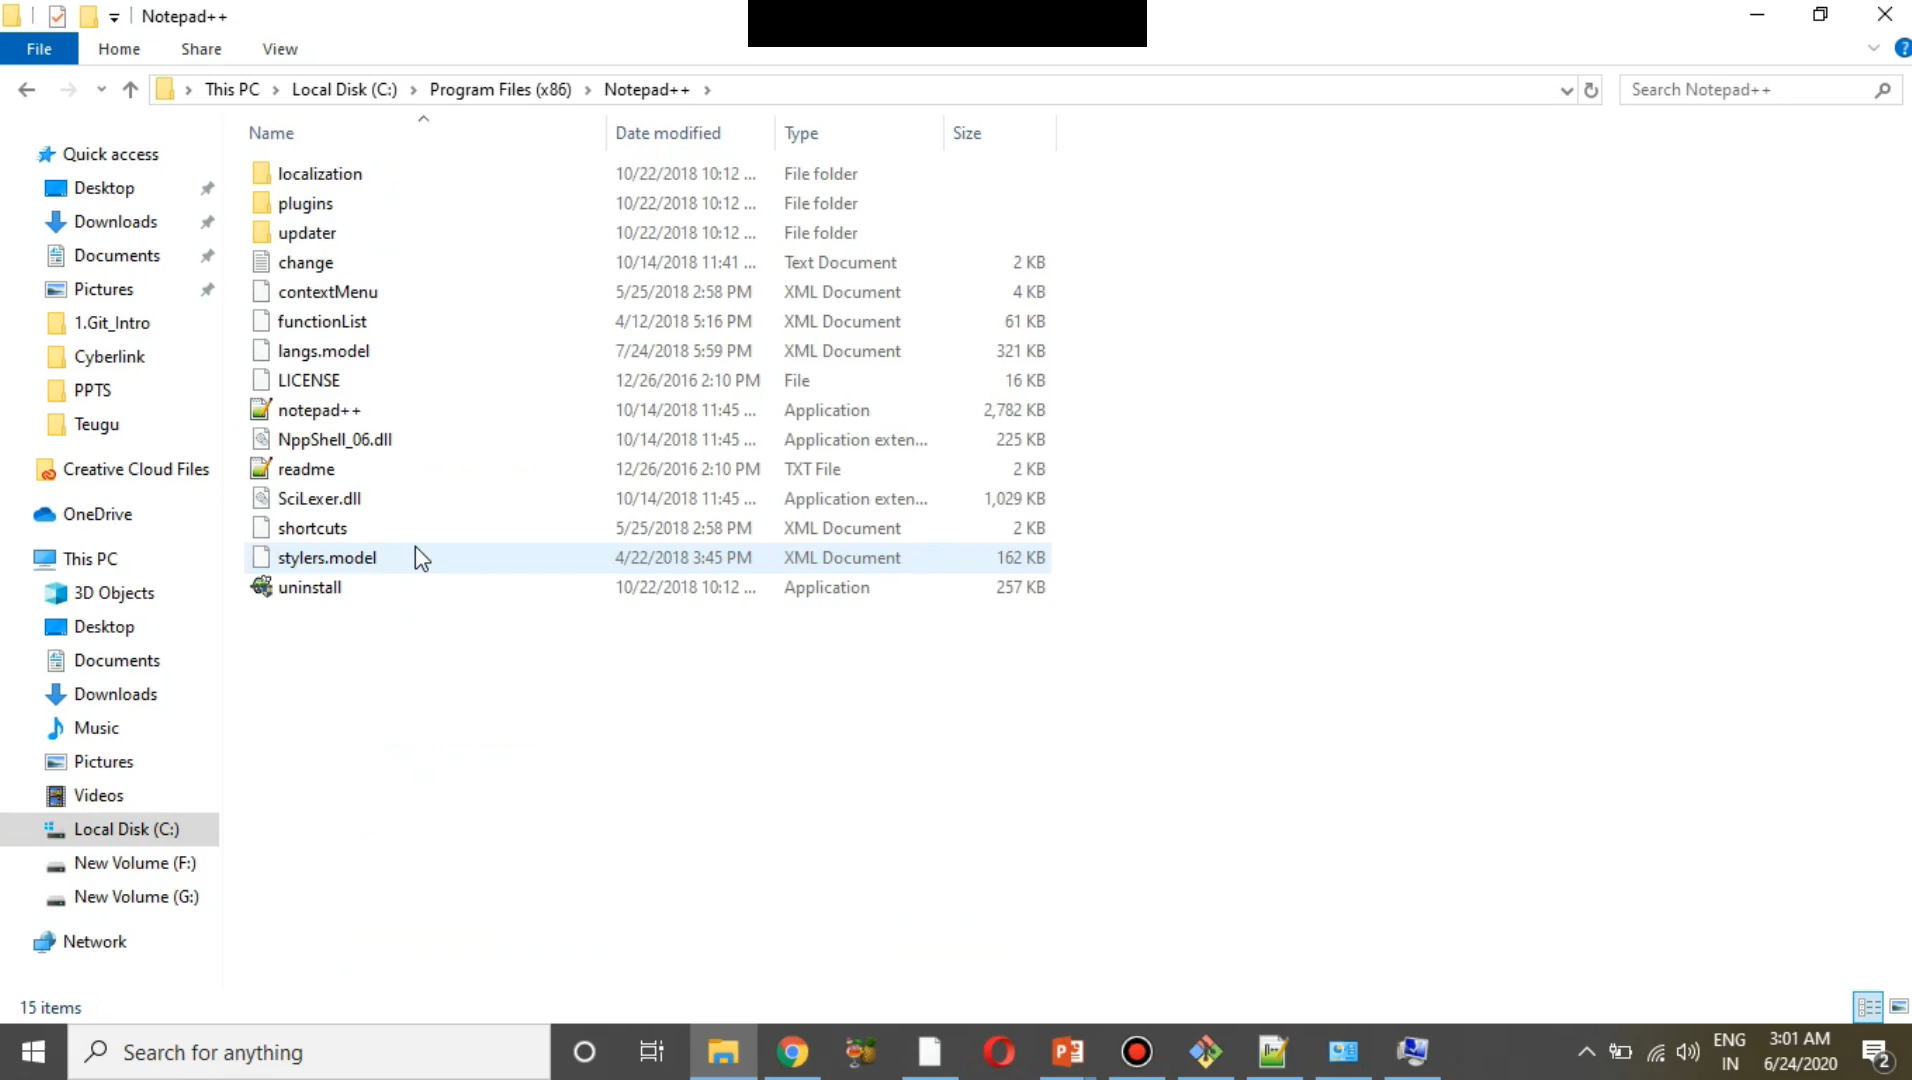 Notepad++
File Home Share View
This PC > Local Disk (C:) > Program Files (x86) > Notepad++ >
Search Notepad++
Name Date modified Type Size
Quick access
Desktop
Downloads
Documents
Pictures
1.Git_Intro
Cyberlink
PPTS
Teugu
Creative Cloud Files
OneDrive
This PC
3D Objects
Desktop
Documents
Downloads
Music
Pictures
Videos
Local Disk (C:)
New Volume (F:)
New Volume (G:)
Network
localization 10/22/2018 10:12 ... File folder
plugins 10/22/2018 10:12 ... File folder
updater 10/22/2018 10:12 ... File folder
change 10/14/2018 11:41 ... Text Document 2 KB
contextMenu 5/25/2018 2:58 PM XML Document 4 KB
functionList 4/12/2018 5:16 PM XML Document 61 KB
langs.model 7/24/2018 5:59 PM XML Document 321 KB
LICENSE 12/26/2016 2:10 PM File 16 KB
notepad++ 10/14/2018 11:45 ... Application 2,782 KB
NppShell_06.dll 10/14/2018 11:45 ... Application exten... 225 KB
readme 12/26/2016 2:10 PM TXT File 2 KB
SciLexer.dll 10/14/2018 11:45 ... Application exten... 1,029 KB
shortcuts 5/25/2018 2:58 PM XML Document 2 KB
stylers.model 4/22/2018 3:45 PM XML Document 162 KB
uninstall 10/22/2018 10:12 ... Application 257 KB
15 items
Search for anything
ENG
IN
3:01 AM
6/24/2020
2